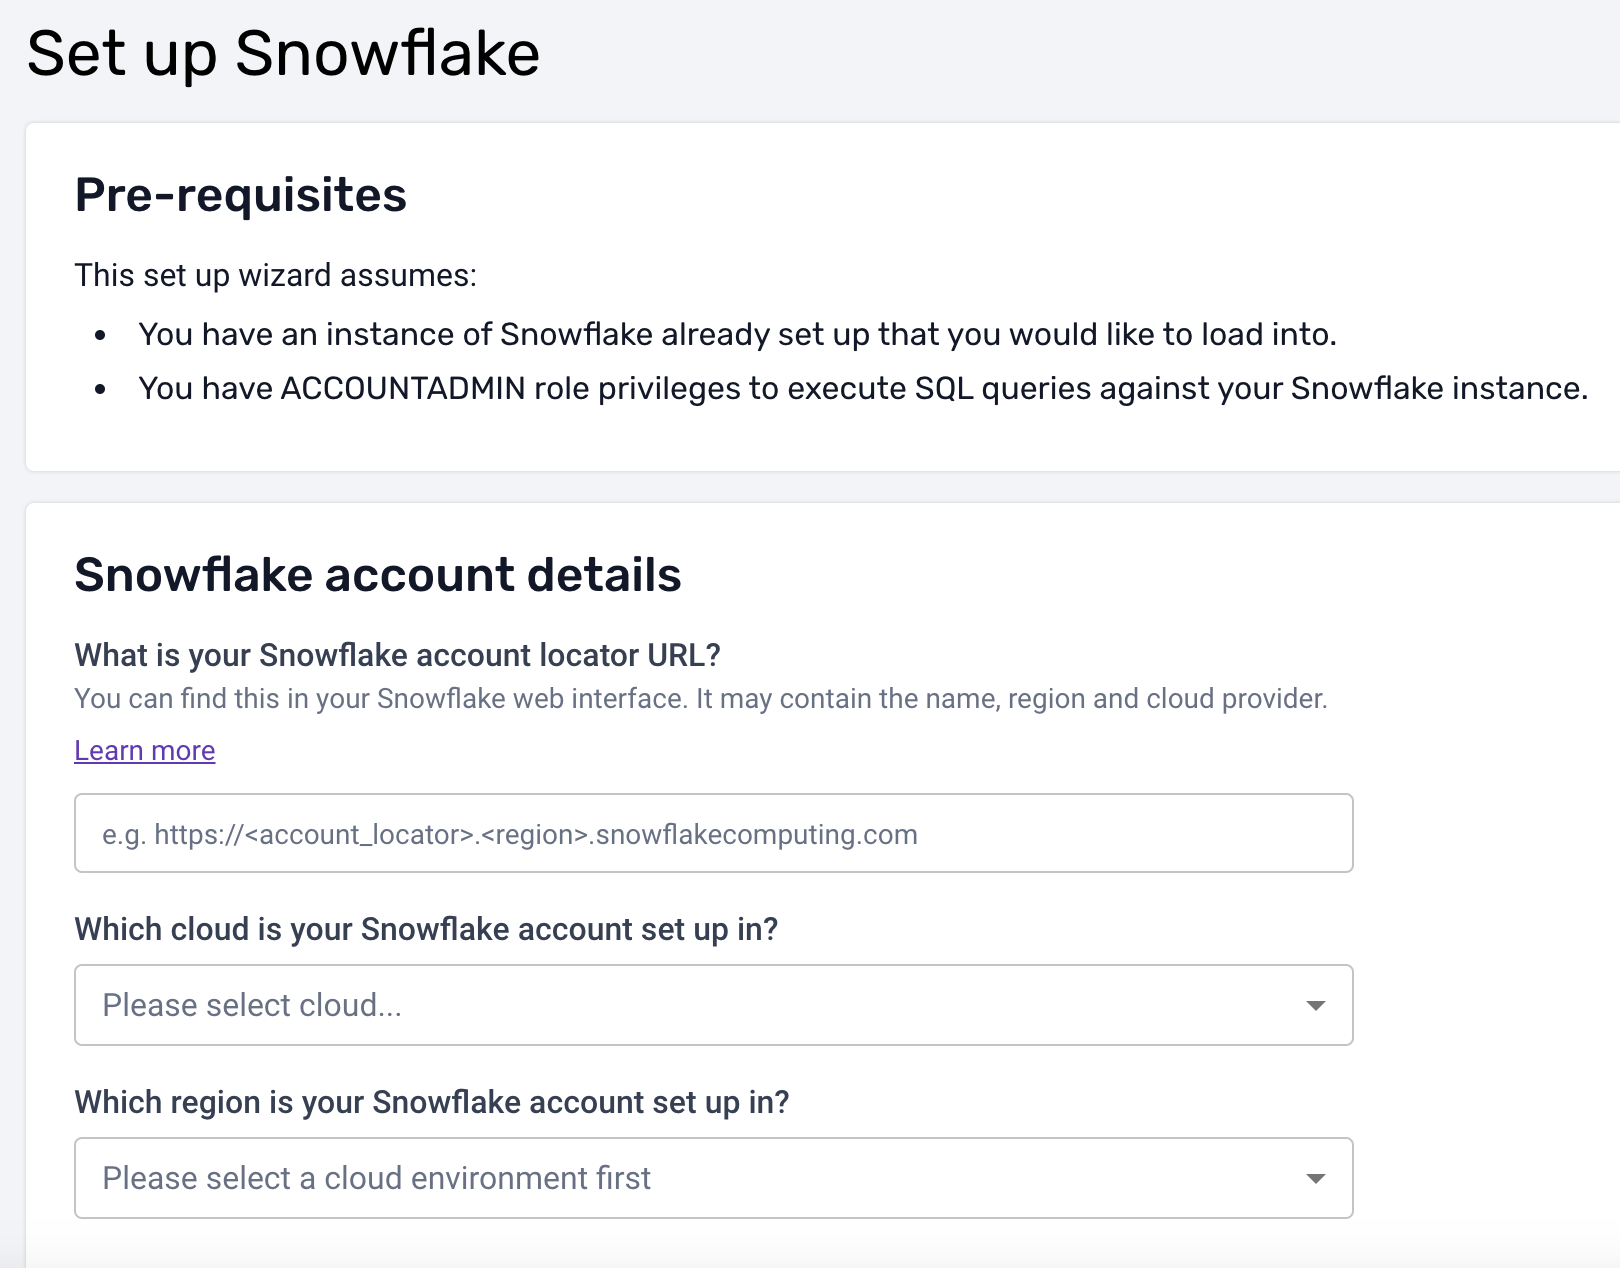 Set up Snowflake
Pre-requisites
This set up wizard assumes:
• You have an instance of Snowflake already set up that you would like to load into.
• You have ACCOUNTADMIN role privileges to execute SQL queries against your Snowflake instance.
Snowflake account details
What is your Snowflake account locator URL?
You can find this in your Snowflake web interface. It may contain the name, region and cloud provider.
Learn more
e.g. https://<account_locator>.<region>.snowflakecomputing.com
Which cloud is your Snowflake account set up in?
Please select cloud...
Which region is your Snowflake account set up in?
Please select a cloud environment first